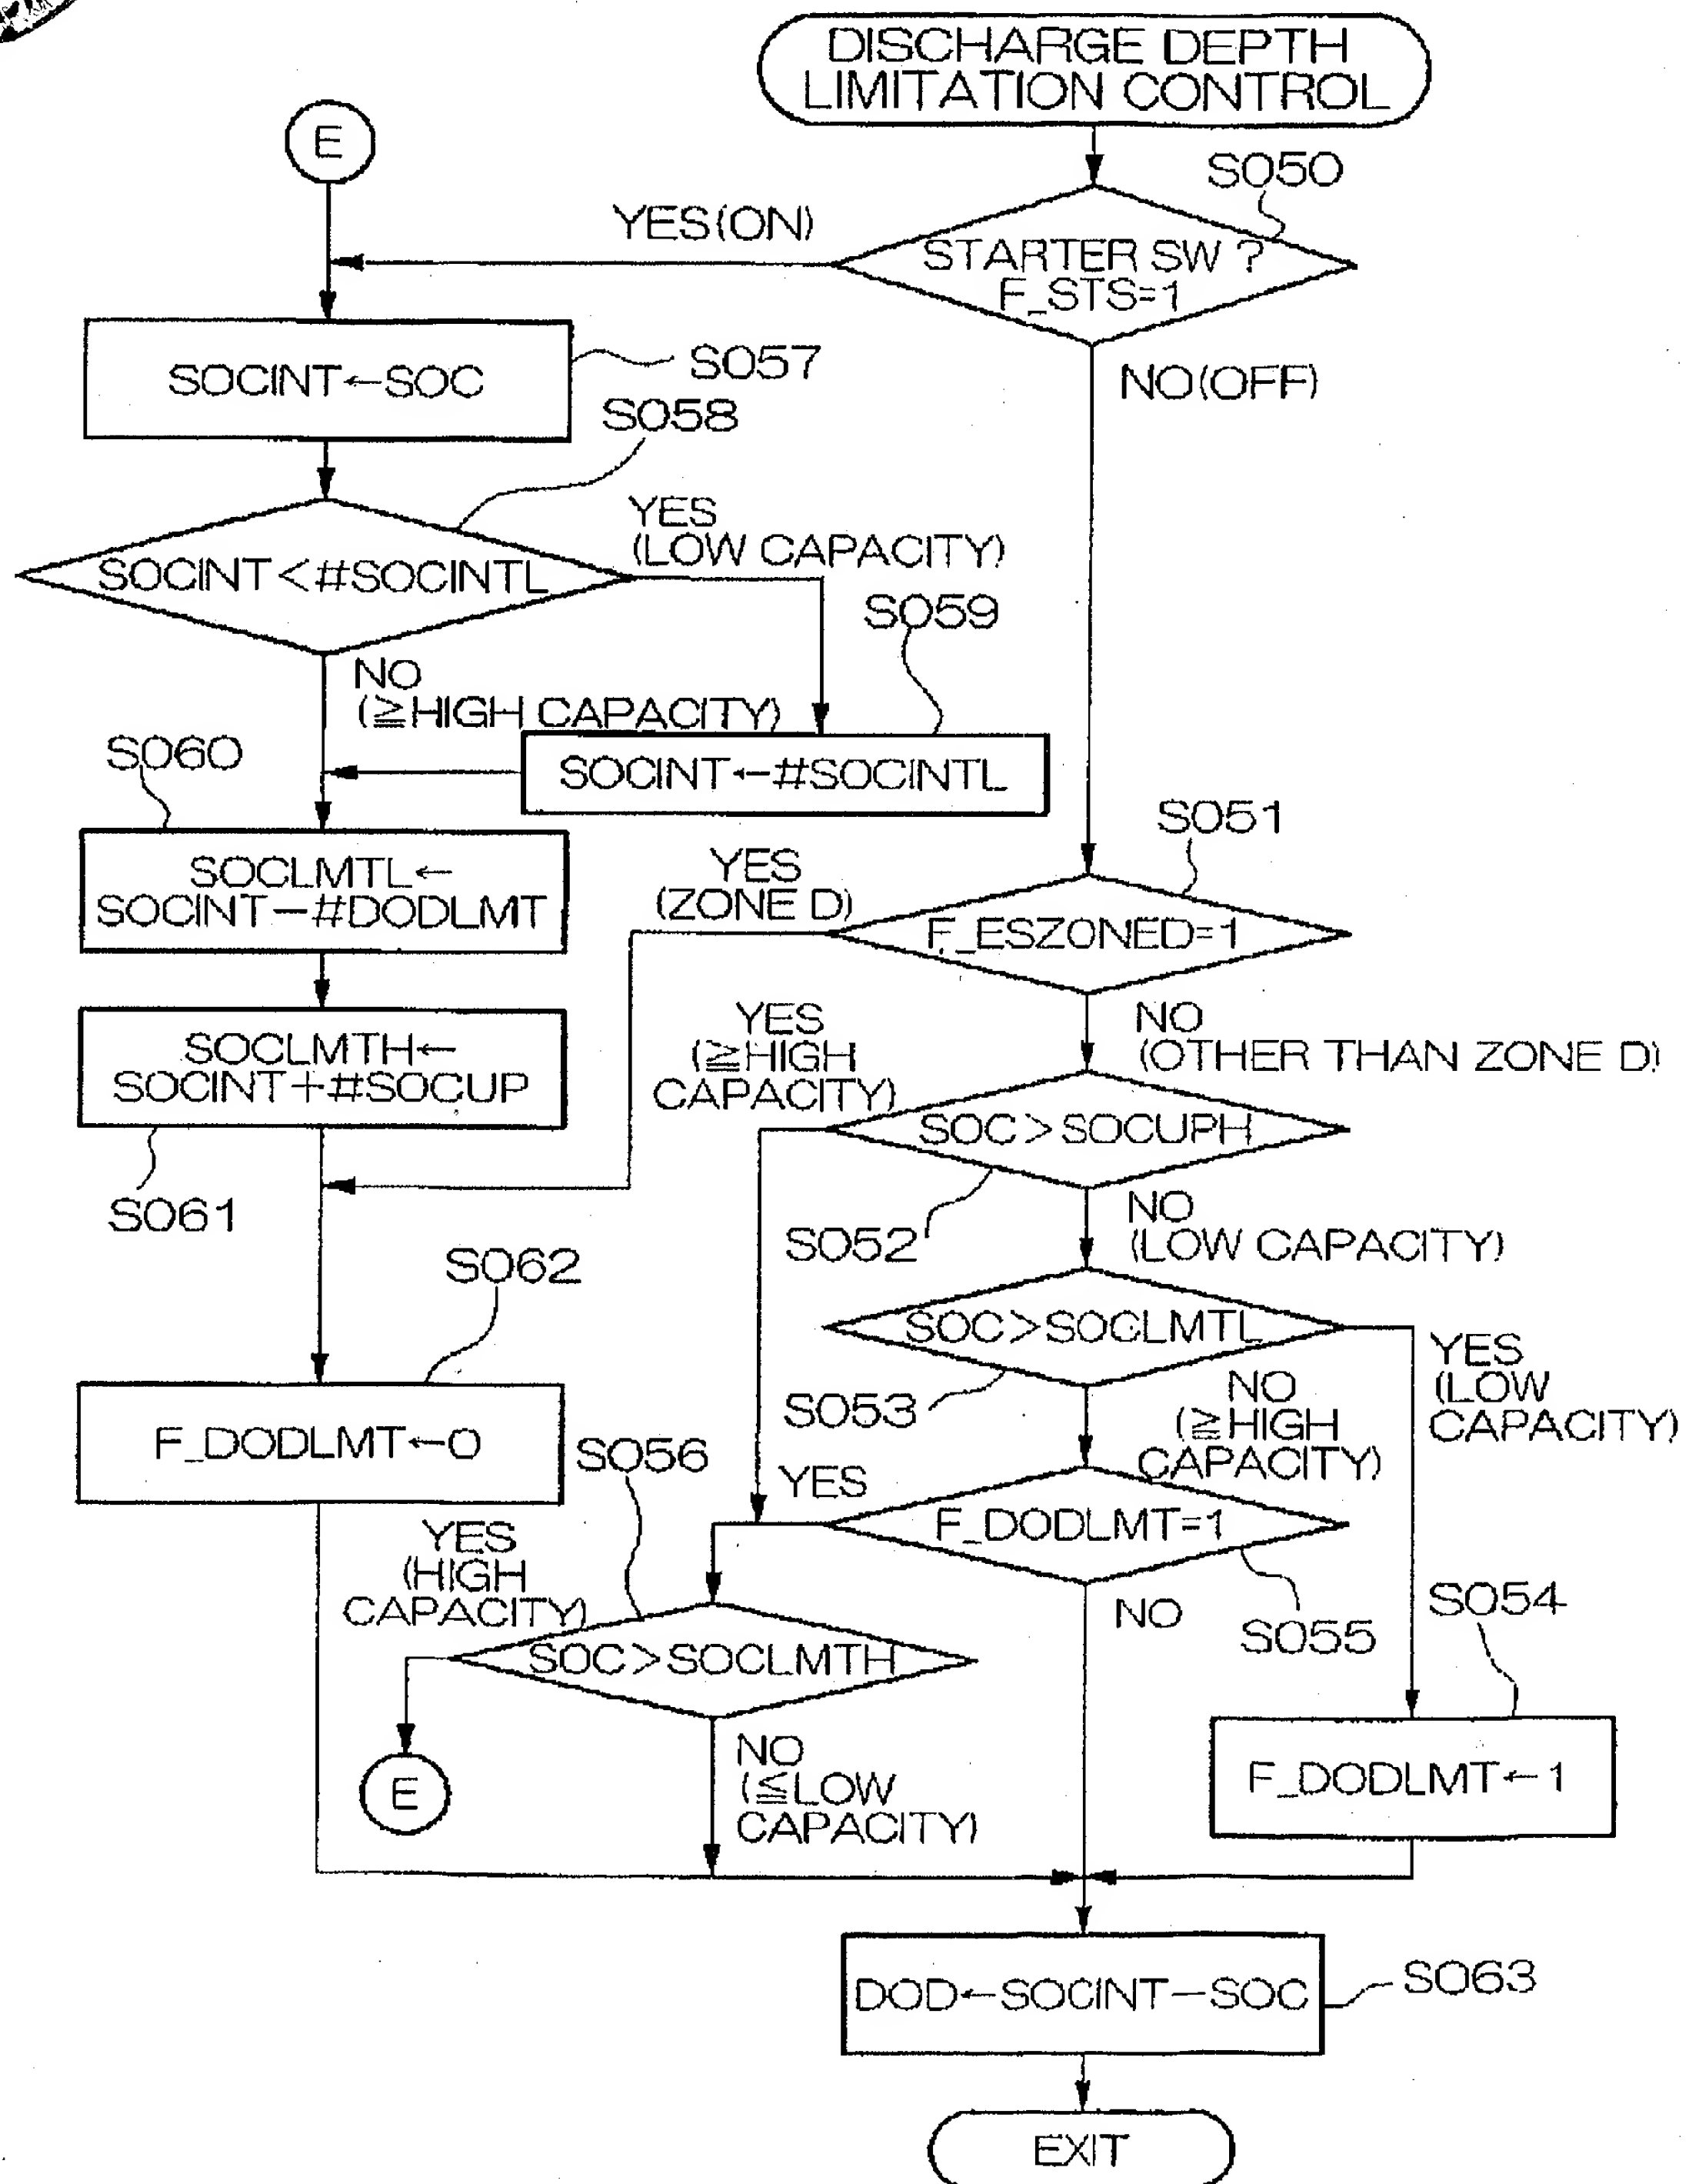 DISCHARGE DEPTH
LIMITATION CONTROL
E
S050
YES(ON)
STARTER SW ?
F_STS=1
NO(OFF)
SOCINT←SOC
S057
S058
SOCINT<#SOCINTL
YES
(LOW CAPACITY)
S059
NO
(≧HIGH CAPACITY)
SOCINT←#SOCINTL
S060
SOCLMTL←
SOCINT−#DODLMT
S051
YES
(ZONE D)
F_ESZONED=1
NO
(OTHER THAN ZONE D)
SOCLMTH←
SOCINT+#SOCUP
S061
YES
(≧HIGH
CAPACITY)
SOC>SOCUPH
S052
NO
(LOW CAPACITY)
SOC>SOCLMTL
S053
YES
(LOW
CAPACITY)
NO
(≧HIGH
CAPACITY)
S062
F_DODLMT←0
S056
YES
F_DODLMT=1
S055
NO
S054
F_DODLMT←1
YES
(HIGH
CAPACITY)
SOC>SOCLMTH
E
NO
(≦LOW
CAPACITY)
DOD←SOCINT−SOC
S063
EXIT